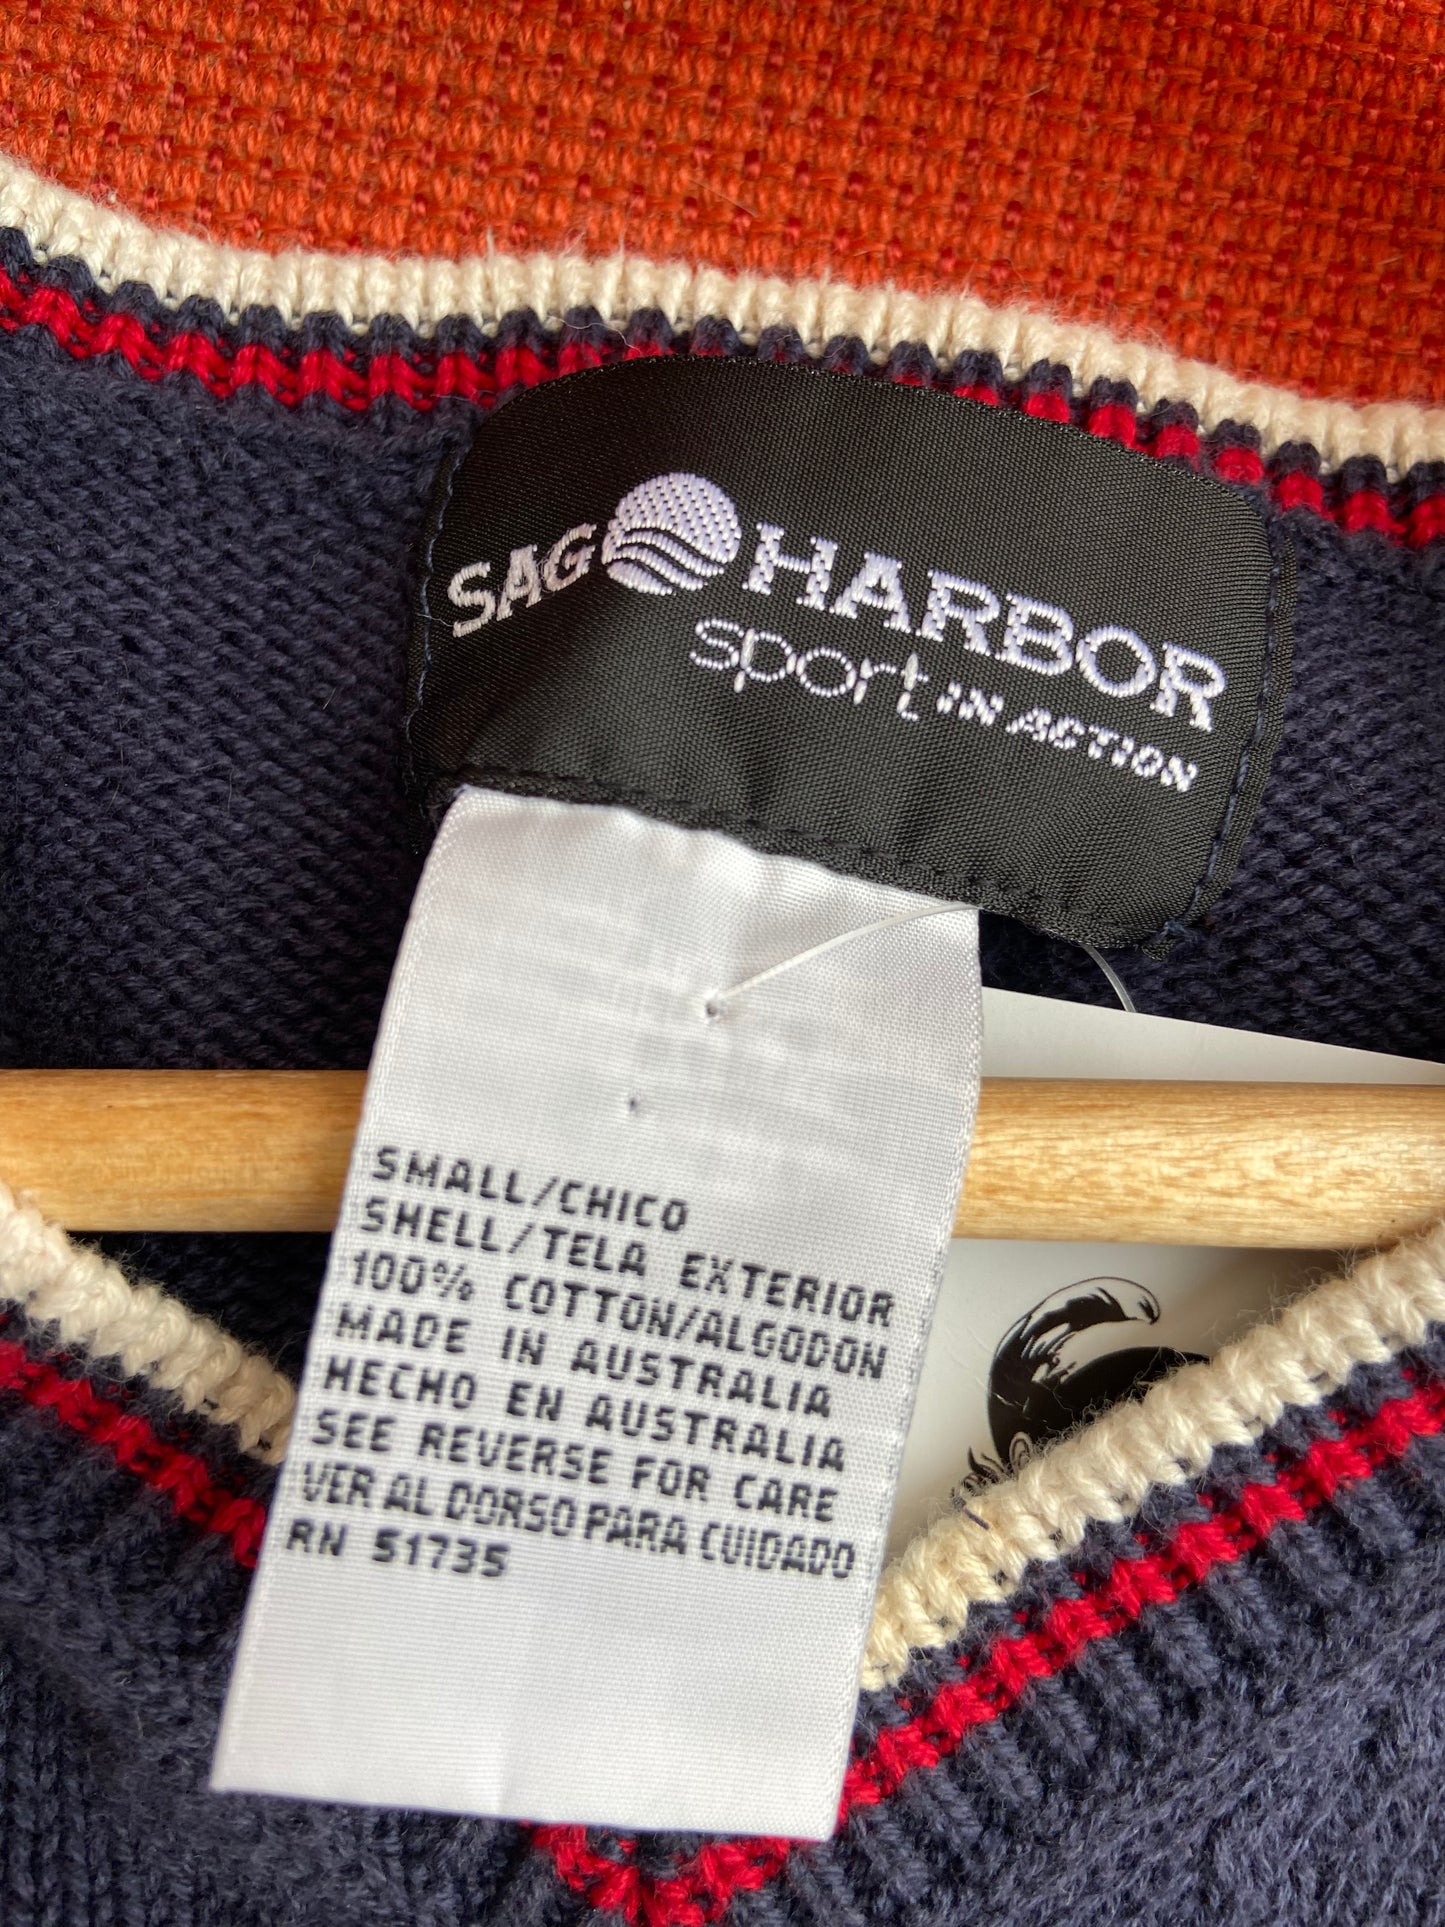 SAG HARBOR
sport IN ACTION
SMALL/CHICO
SHELL/TELA EXTERIOR
100% COTTON/ALGODON
MADE IN AUSTRALIA
HECHO EN AUSTRALIA
SEE REVERSE FOR CARE
VER AL DORSO PARA CUIDADO
RN 51735